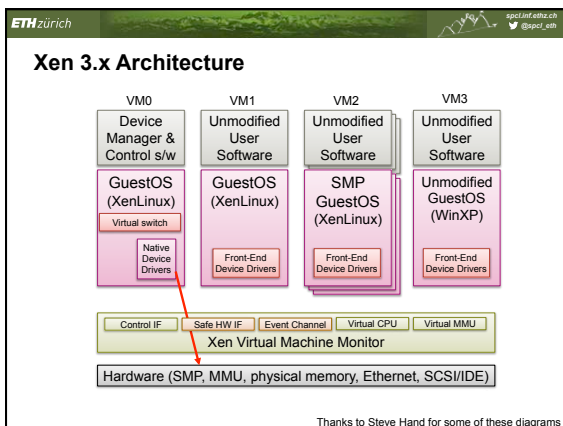 ETH zürich
spcl.inf.ethz.ch
@spcl_eth
Xen 3.x Architecture
VM0
VM1
VM2
VM3
Device
Manager &
Control s/w
Unmodified
User
Software
Unmodified
User
Software
Unmodified
User
Software
GuestOS
(XenLinux)
Virtual switch
Native
Device
Drivers
GuestOS
(XenLinux)
Front-End
Device Drivers
SMP
GuestOS
(XenLinux)
Front-End
Device Drivers
Unmodified
GuestOS
(WinXP)
Front-End
Device Drivers
Control IF
Safe HW IF
Event Channel
Virtual CPU
Virtual MMU
Xen Virtual Machine Monitor
Hardware (SMP, MMU, physical memory, Ethernet, SCSI/IDE)
Thanks to Steve Hand for some of these diagrams